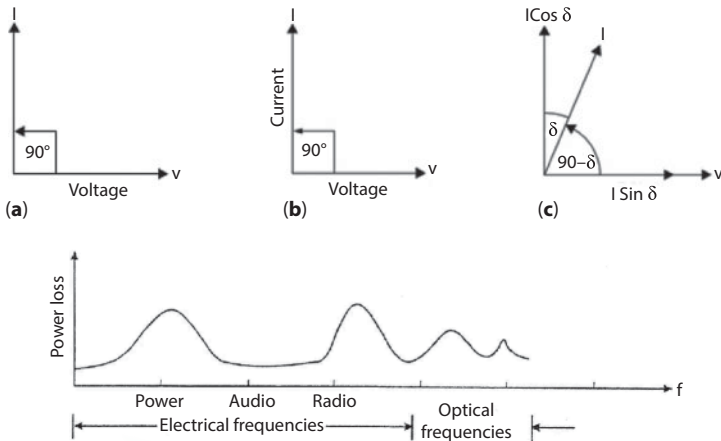 I
90°
v
Voltage
(a)
I
Current
90°
v
Voltage
(b)
ICos δ
I
δ
90–δ
v
I Sin δ
(c)
Power loss
f
Power Audio Radio
Electrical frequencies
Optical
frequencies